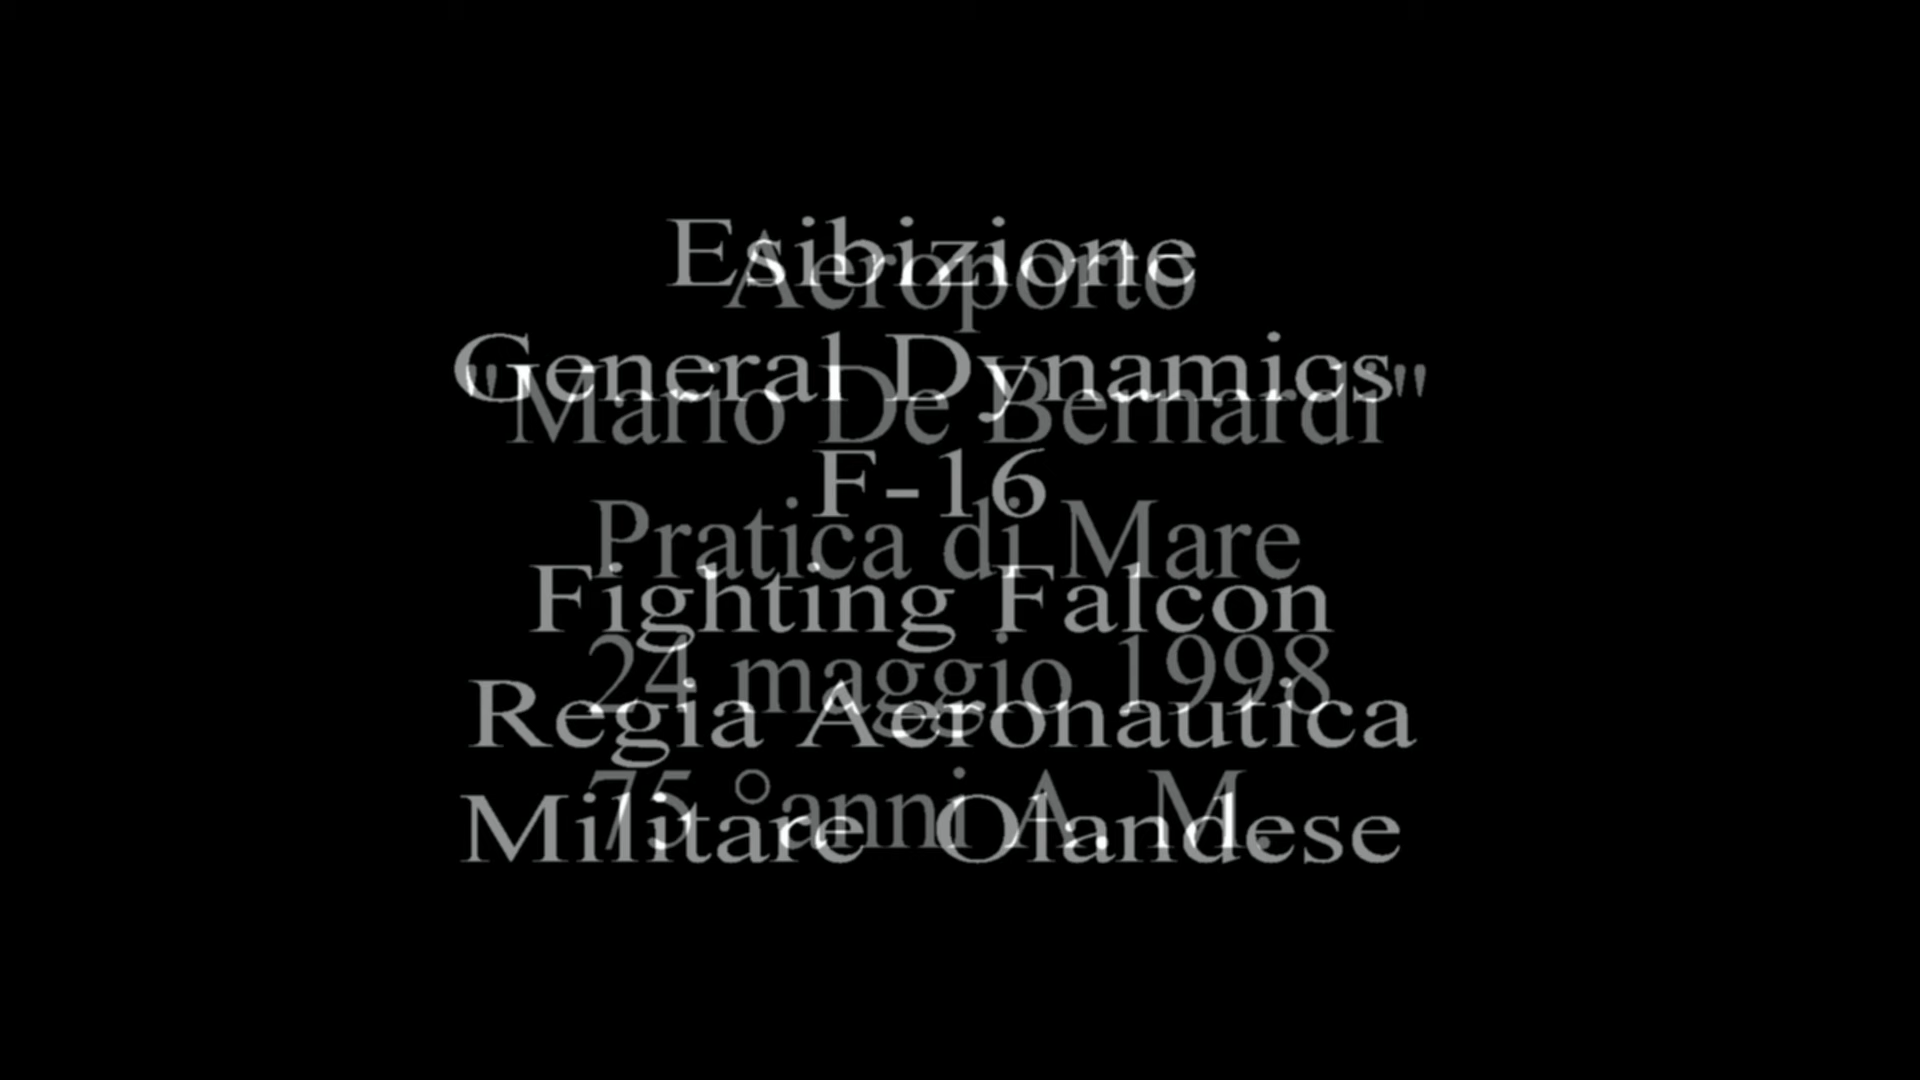 Esibizione
General Dynamics
F-16
Fighting Falcon
Regia Aeronautica
Militare Olandese
Aeroporto
"Mario De Bernardi"
Pratica di Mare
24 maggio 1998
75 °anni A. M.